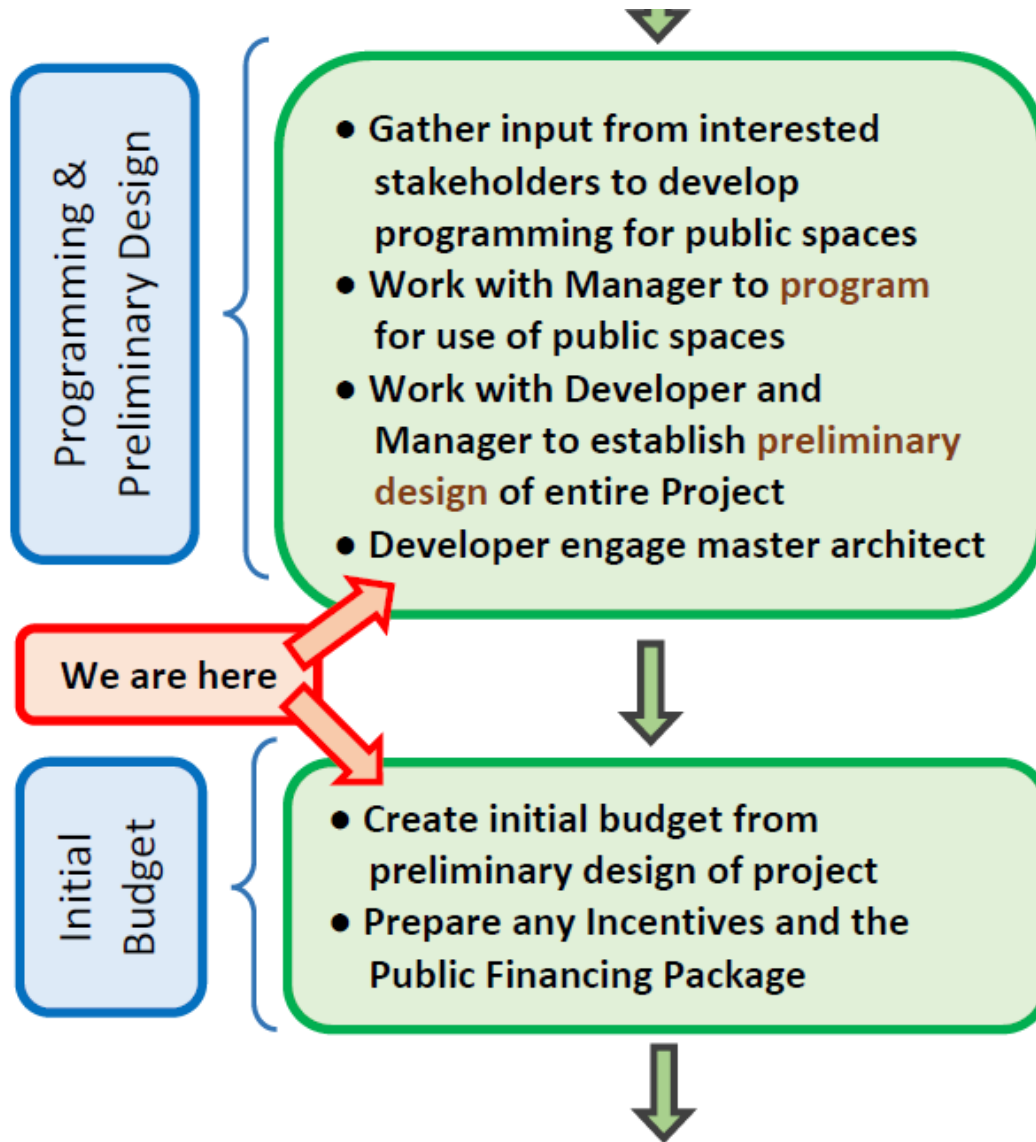 Programming &
Preliminary Design
● Gather input from interested
stakeholders to develop
programming for public spaces
● Work with Manager to program
for use of public spaces
● Work with Developer and
Manager to establish preliminary
design of entire Project
● Developer engage master architect
We are here
Initial
Budget
● Create initial budget from
preliminary design of project
● Prepare any Incentives and the
Public Financing Package